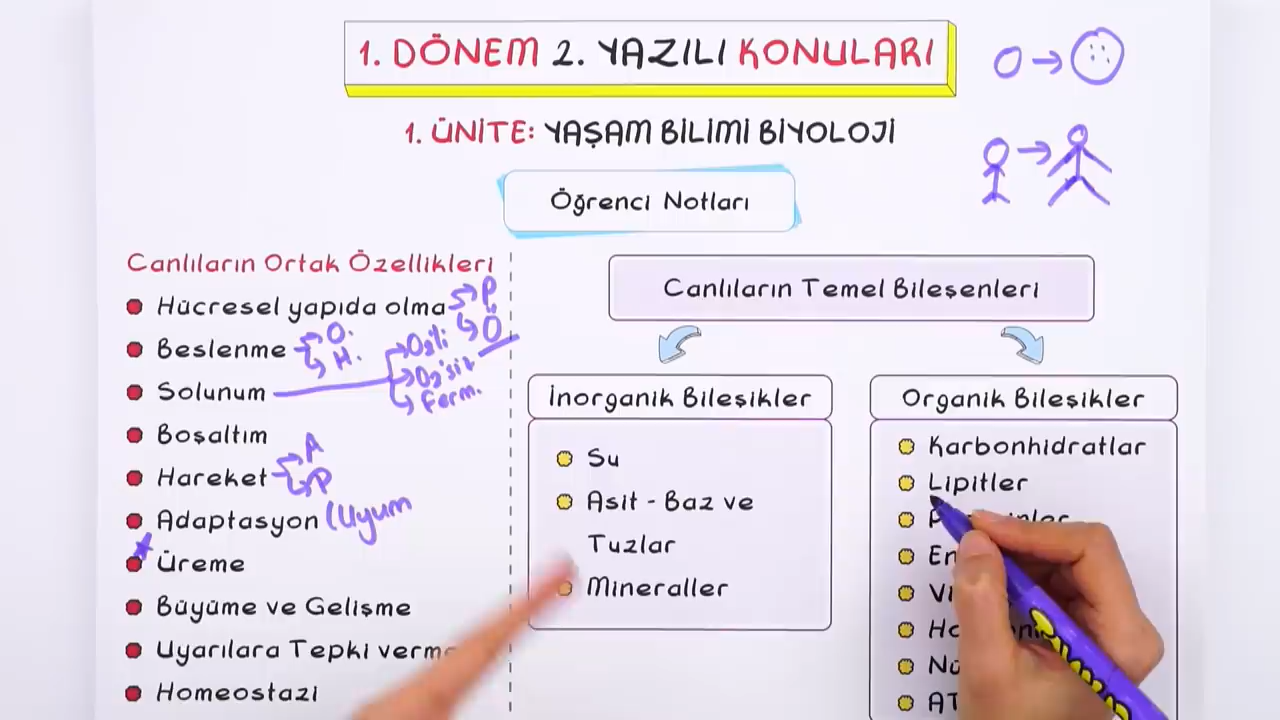 1. DÖNEM 2. YAZILI KONULARI
1. ÜNİTE: YAŞAM BİLİMİ BİYOLOJİ
Öğrenci Notları
Canlıların Ortak Özellikleri
Hücresel yapıda olma P.
Ö
Beslenme O.
H.
Solunum O₂'li
O₂'siz
Ferm.
Boşaltım
Hareket A
P
Adaptasyon (Uyum
Üreme
Büyüme ve Gelişme
Uyarılara Tepki verme
Homeostazi
Canlıların Temel Bileşenleri
İnorganik Bileşikler
Su
Asit - Baz ve
Tuzlar
Mineraller
Organik Bileşikler
Karbonhidratlar
Lipitler